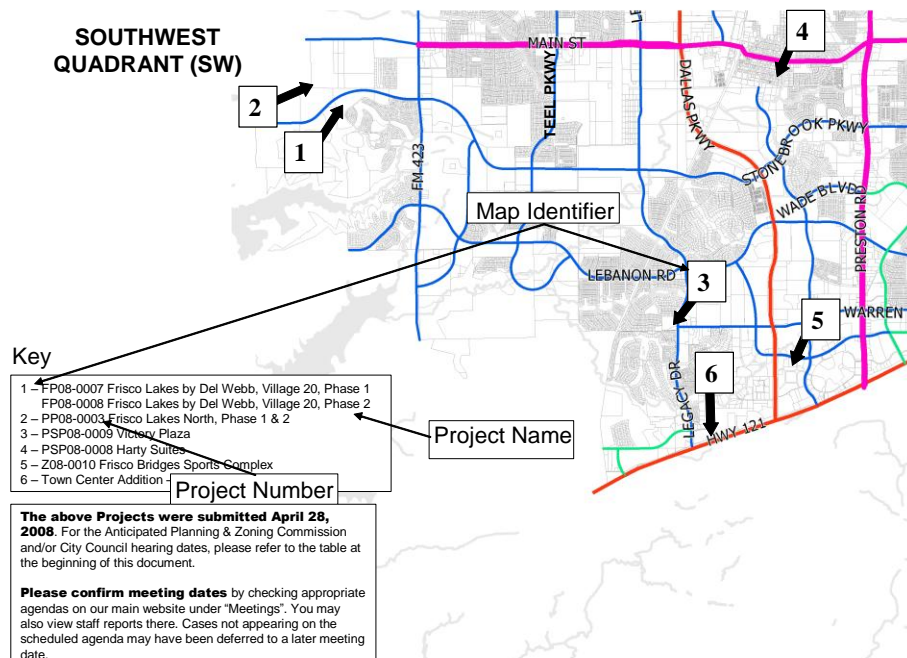 SOUTHWEST
QUADRANT (SW)
4
MAIN ST
2
1
TEEL PKWY
DALLAS PKWY
FM 423
STONEBROOK PKWY
WADE BLVD
PRESTON RD
Map Identifier
LEBANON RD
3
WARREN
5
6
LEGACY DR
HWY 121
Key
1 – FP08-0007 Frisco Lakes by Del Webb, Village 20, Phase 1
FP08-0008 Frisco Lakes by Del Webb, Village 20, Phase 2
2 – PP08-0003 Frisco Lakes North, Phase 1 & 2
3 – PSP08-0009 Victory Plaza
4 – PSP08-0008 Harty Suites
5 – Z08-0010 Frisco Bridges Sports Complex
6 – Town Center Addition –
Project Name
Project Number
The above Projects were submitted April 28,
2008. For the Anticipated Planning & Zoning Commission
and/or City Council hearing dates, please refer to the table at
the beginning of this document.
Please confirm meeting dates by checking appropriate
agendas on our main website under “Meetings”. You may
also view staff reports there. Cases not appearing on the
scheduled agenda may have been deferred to a later meeting
date.